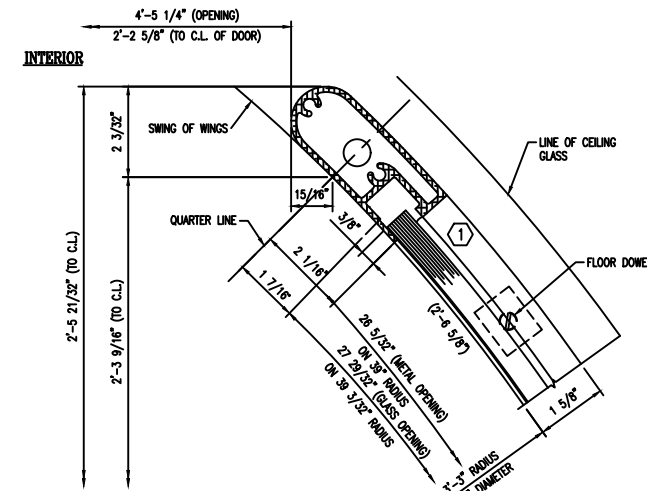 4'-5 1/4" (OPENING)
2'-2 5/8" (TO C.L. OF DOOR)
INTERIOR
SWING OF WINGS
2 3/32"
LINE OF CEILING
GLASS
15/16"
QUARTER LINE
3/8"
1
FLOOR DOWE
2 1/16"
1 7/16"
(2'-6 5/8")
2'-5 21/32" (TO C.L.)
2'-3 9/16" (TO C.L.)
26 5/32" (METAL OPENING)
ON 39" RADIUS
27 29/32" (GLASS OPENING)
ON 39 3/32" RADIUS
1 5/8"
3'-3" RADIUS
DIAMETER